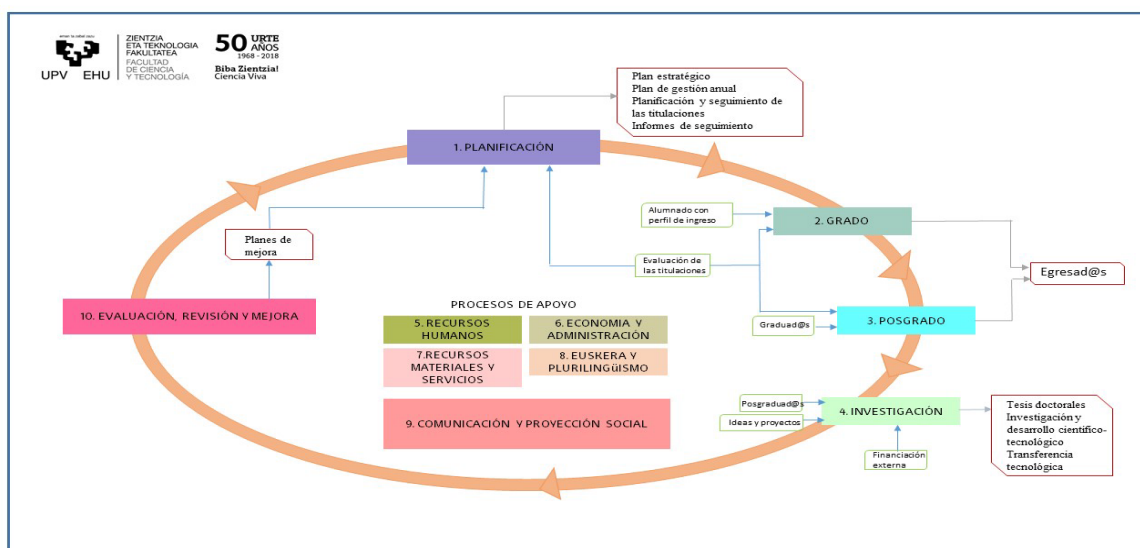 ZIENTZIA
ETA TEKNOLOGIA
FAKULTATEA
FACULTAD
DE CIENCIA
Y TECNOLOGÍA
UPV EHU
50 URTE
AÑOS
1968 - 2018
Biba Zientzia!
Ciencia Viva
Plan estratégico
Plan de gestión anual
Planificación y seguimiento de
las titulaciones
Informes de seguimiento
1. PLANIFICACIÓN
Alumnado con
perfil de ingreso
2. GRADO
Planes de
mejora
Evaluación de
las titulaciones
Egresad@s
10. EVALUACIÓN, REVISIÓN Y MEJORA
PROCESOS DE APOYO
5. RECURSOS
HUMANOS
6. ECONOMIA Y
ADMINISTRACIÓN
Graduad@s
3. POSGRADO
7.RECURSOS
MATERIALES Y
SERVICIOS
8. EUSKERA Y
PLURILINGÜISMO
9. COMUNICACIÓN Y PROYECCIÓN SOCIAL
Posgraduad@s
Ideas y proyectos
4. INVESTIGACIÓN
Financiación
externa
Tesis doctorales
Investigación y
desarrollo científico-
tecnológico
Transferencia
tecnológica